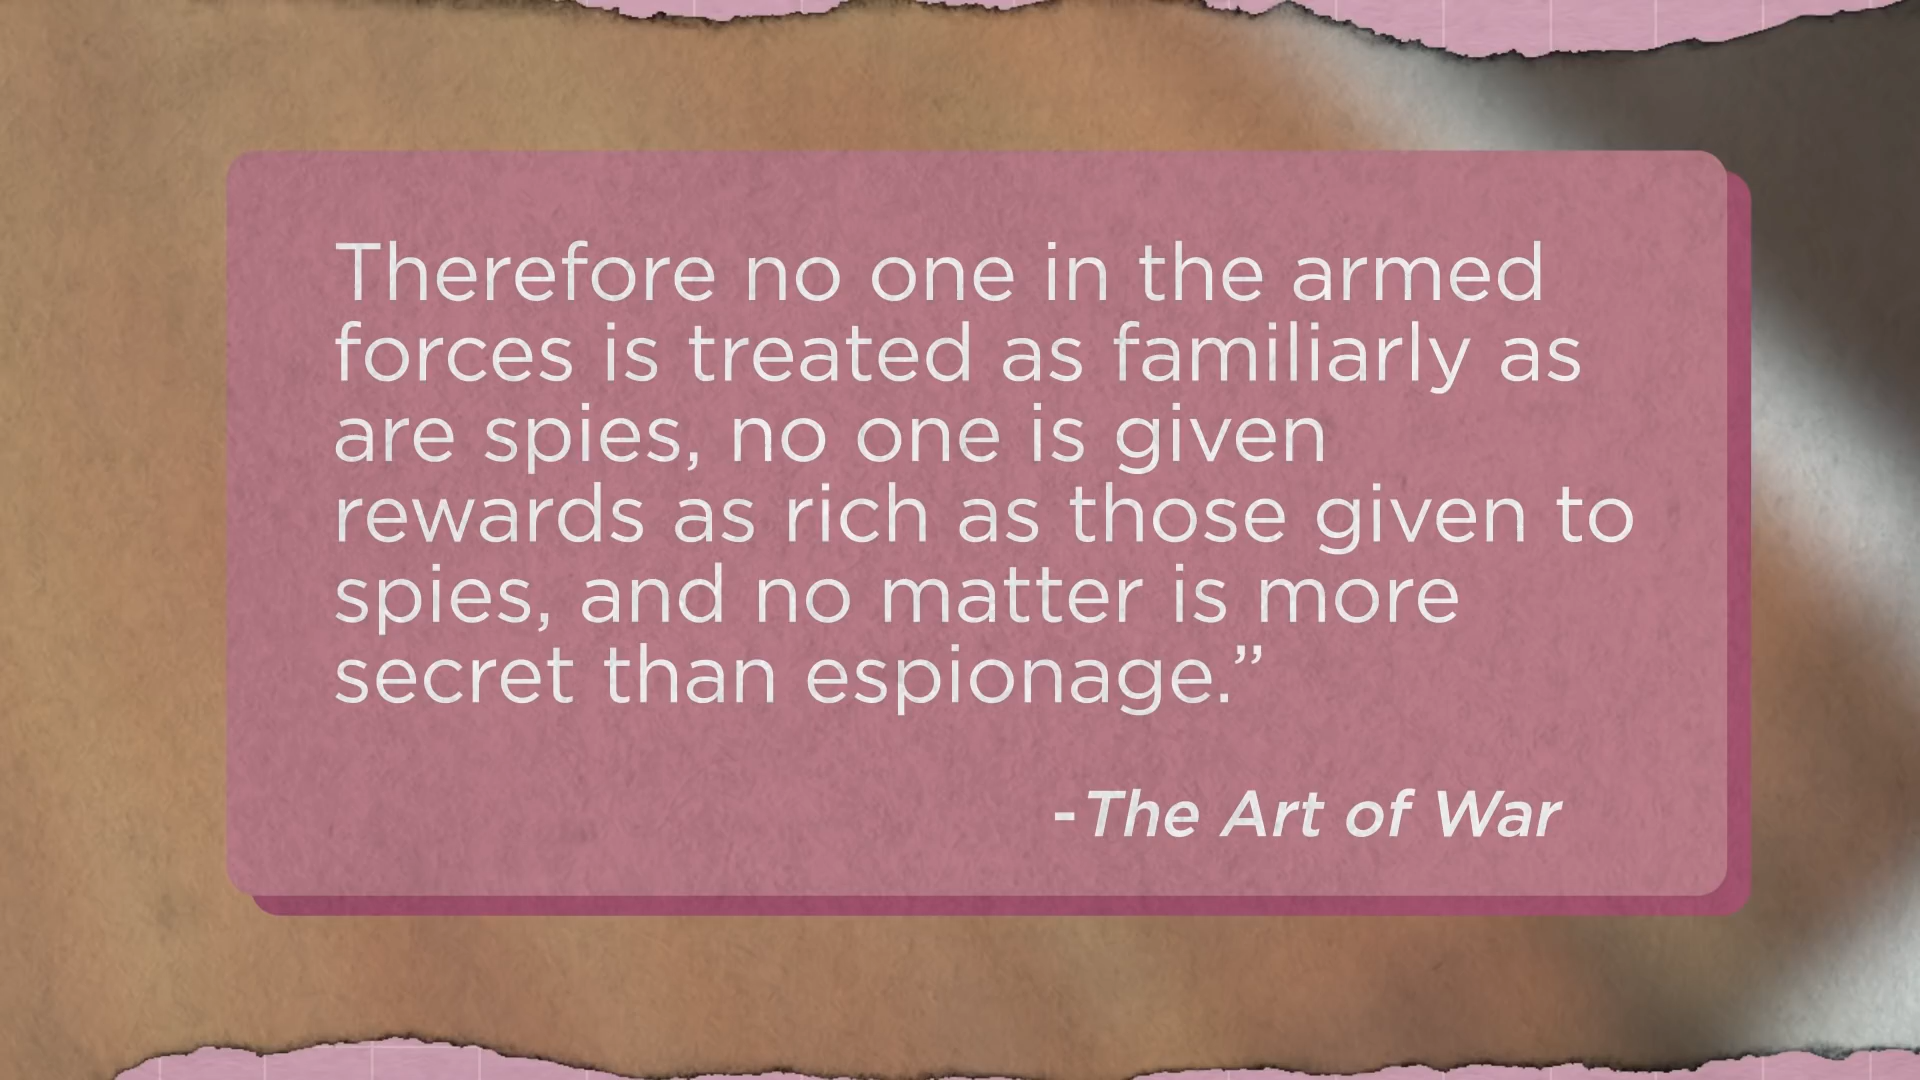 Therefore no one in the armed
forces is treated as familiarly as
are spies, no one is given
rewards as rich as those given to
spies, and no matter is more
secret than espionage.”
-The Art of War